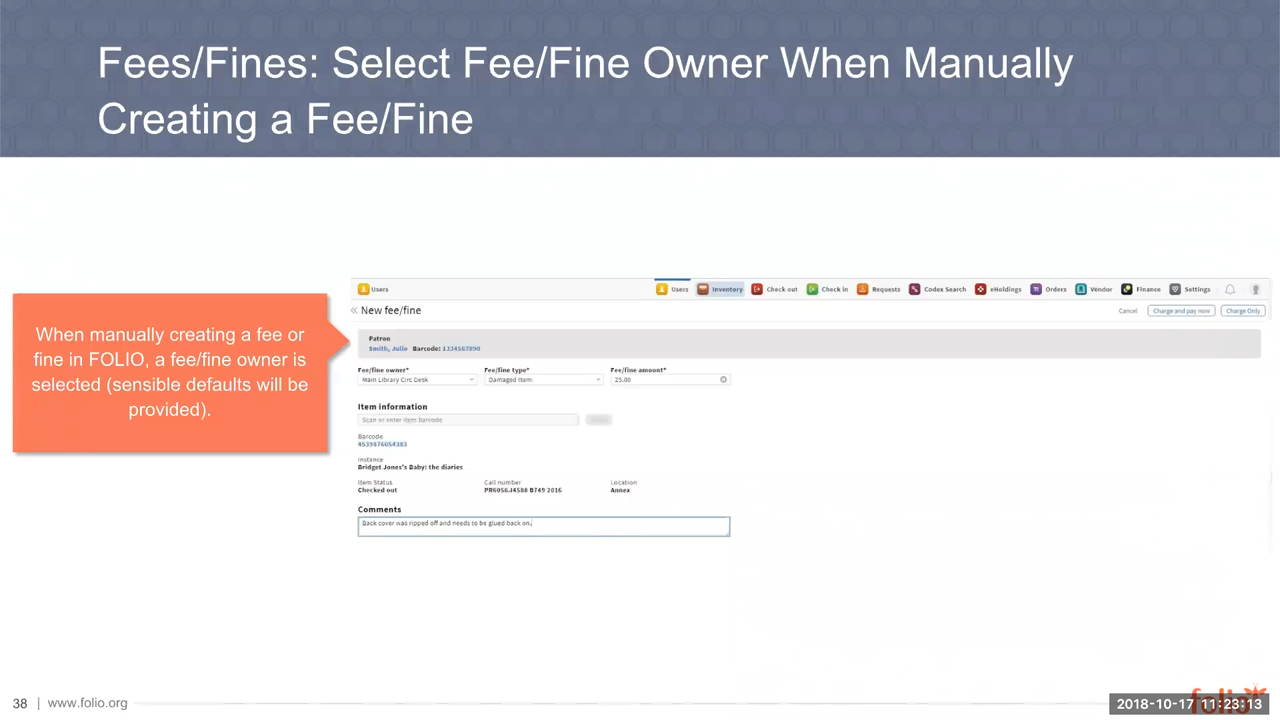 Fees/Fines: Select Fee/Fine Owner When Manually
Creating a Fee/Fine
When manually creating a fee or
fine in FOLIO, a fee/fine owner is
selected (sensible defaults will be
provided).
Users
Users Inventory Check out Check in Requests Codex Search eHoldings Orders Vendor Finance Settings
« New fee/fine
Cancel Charge and pay now Charge Only
Patron
Smith, Julio Barcode: 1234567890
Fee/fine owner* Fee/fine type* Fee/fine amount*
Main Library Circ Desk Damaged Item 25.00
Item information
Scan or enter item barcode
Barcode
4539876054383
Instance
Bridget Jones's Baby: the diaries
Item Status Call number Location
Checked out PR6056.I4588 B749 2016 Annex
Comments
Back cover was ripped off and needs to be glued back on.
38 | www.folio.org
folio
2018-10-17 11:23:13